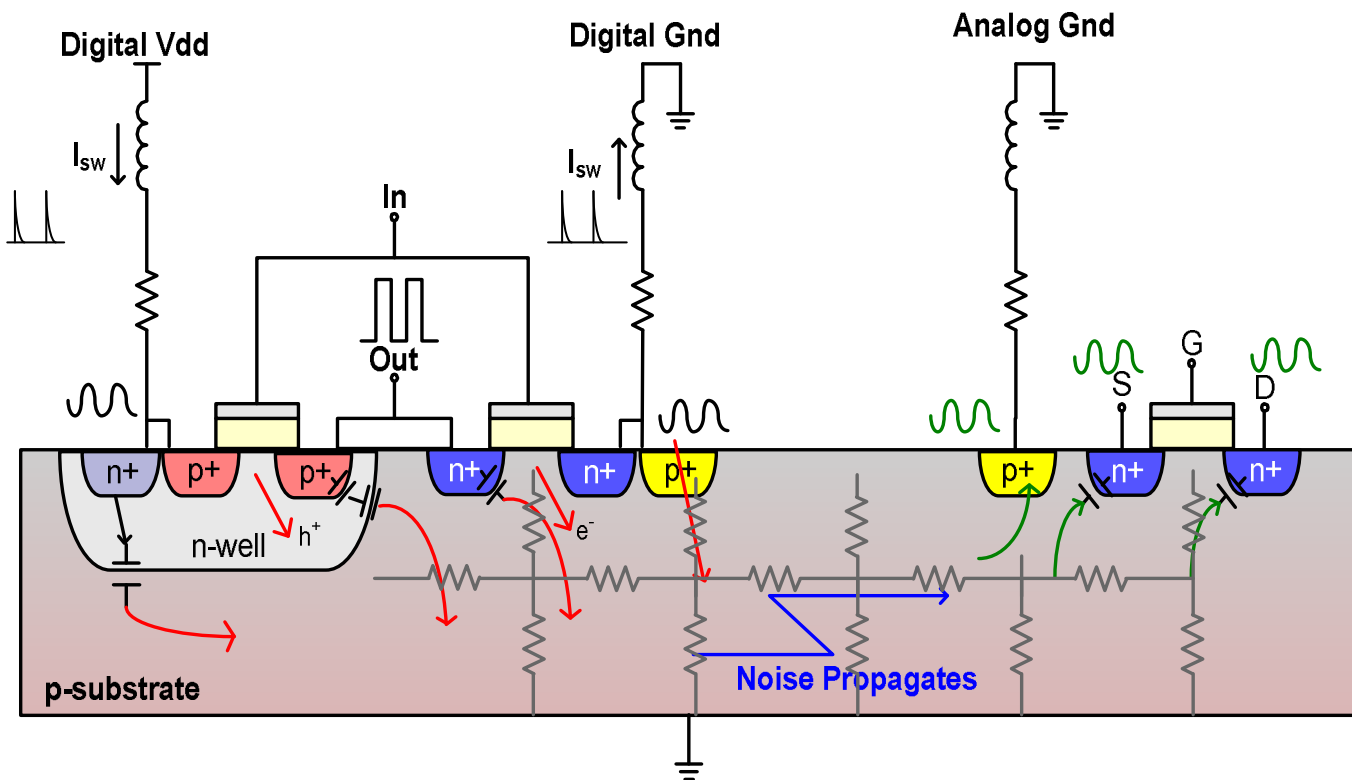 Digital Vdd
Digital Gnd
Analog Gnd
Isw
Isw
In
Out
G
S
D
n+
p+
p+
n+
n+
p+
p+
n+
n+
h+
e-
n-well
Noise Propagates
p-substrate